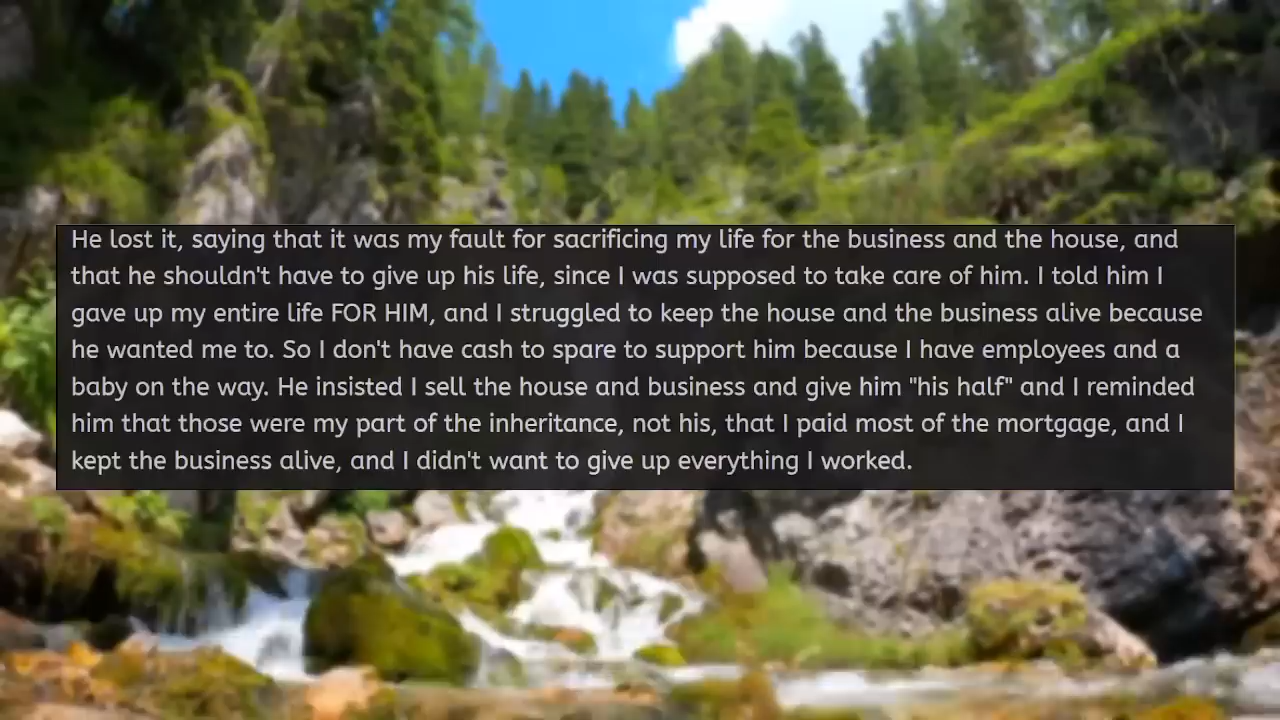 He lost it, saying that it was my fault for sacrificing my life for the business and the house, and
that he shouldn't have to give up his life, since I was supposed to take care of him. I told him I
gave up my entire life FOR HIM, and I struggled to keep the house and the business alive because
he wanted me to. So I don't have cash to spare to support him because I have employees and a
baby on the way. He insisted I sell the house and business and give him "his half" and I reminded
him that those were my part of the inheritance, not his, that I paid most of the mortgage, and I
kept the business alive, and I didn't want to give up everything I worked.